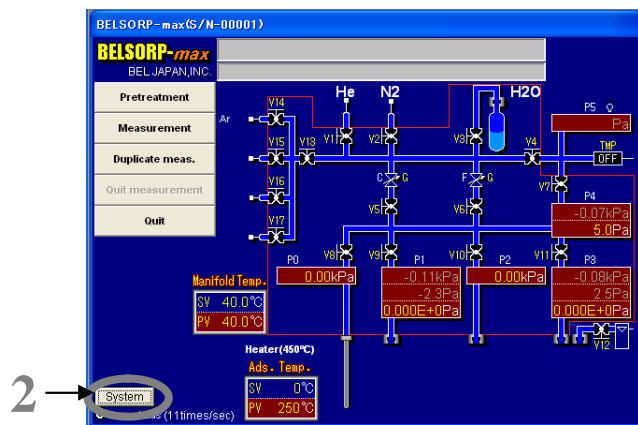 BELSORP-max(S/N-00001)
BELSORP-max
BEL JAPAN,INC.
Pretreatment
Measurement
Duplicate meas.
Quit measurement
Quit
He
N2
H2O
Ar
V14
V15
V13
V16
V17
V1
V2
V3
V4
P5
Pa
TMP
OFF
C
G
F
G
V7
V5
V6
P4
-0.07kPa
5.0Pa
V8
V9
V10
V11
P0
0.00kPa
P1
-0.11kPa
-2.3Pa
0.000E+0Pa
P2
0.00kPa
P3
-0.08kPa
2.5Pa
0.000E+0Pa
V12
Manifold Temp.
SV 40.0℃
PV 40.0℃
Heater(450℃)
Ads. Temp.
SV 0℃
PV 250℃
2
System
(11times/sec)